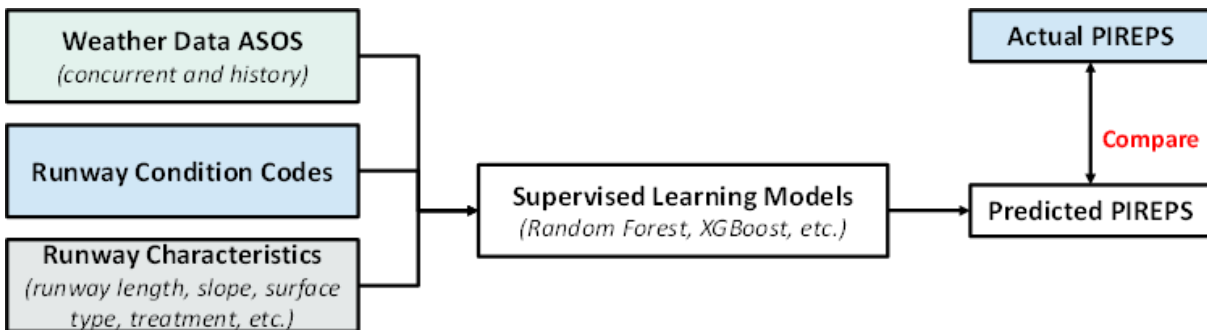 Weather Data ASOS
(concurrent and history)
Runway Condition Codes
Runway Characteristics
(runway length, slope, surface
type, treatment, etc.)
Supervised Learning Models
(Random Forest, XGBoost, etc.)
Actual PIREPS
Compare
Predicted PIREPS